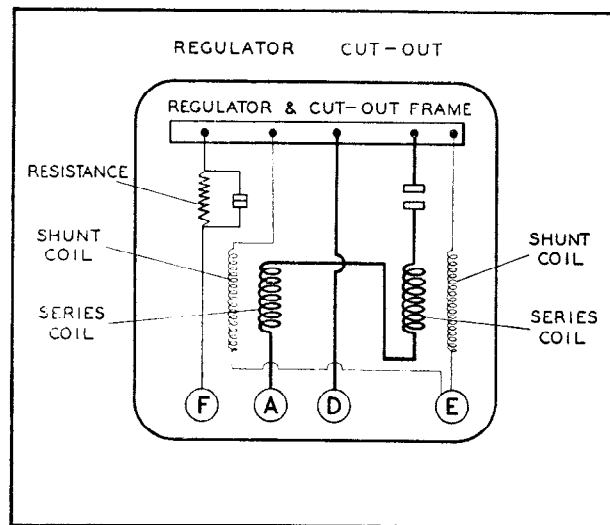 REGULATOR CUT-OUT
REGULATOR & CUT-OUT FRAME
RESISTANCE
SHUNT
COIL
SERIES
COIL
SHUNT
COIL
SERIES
COIL
F A D E